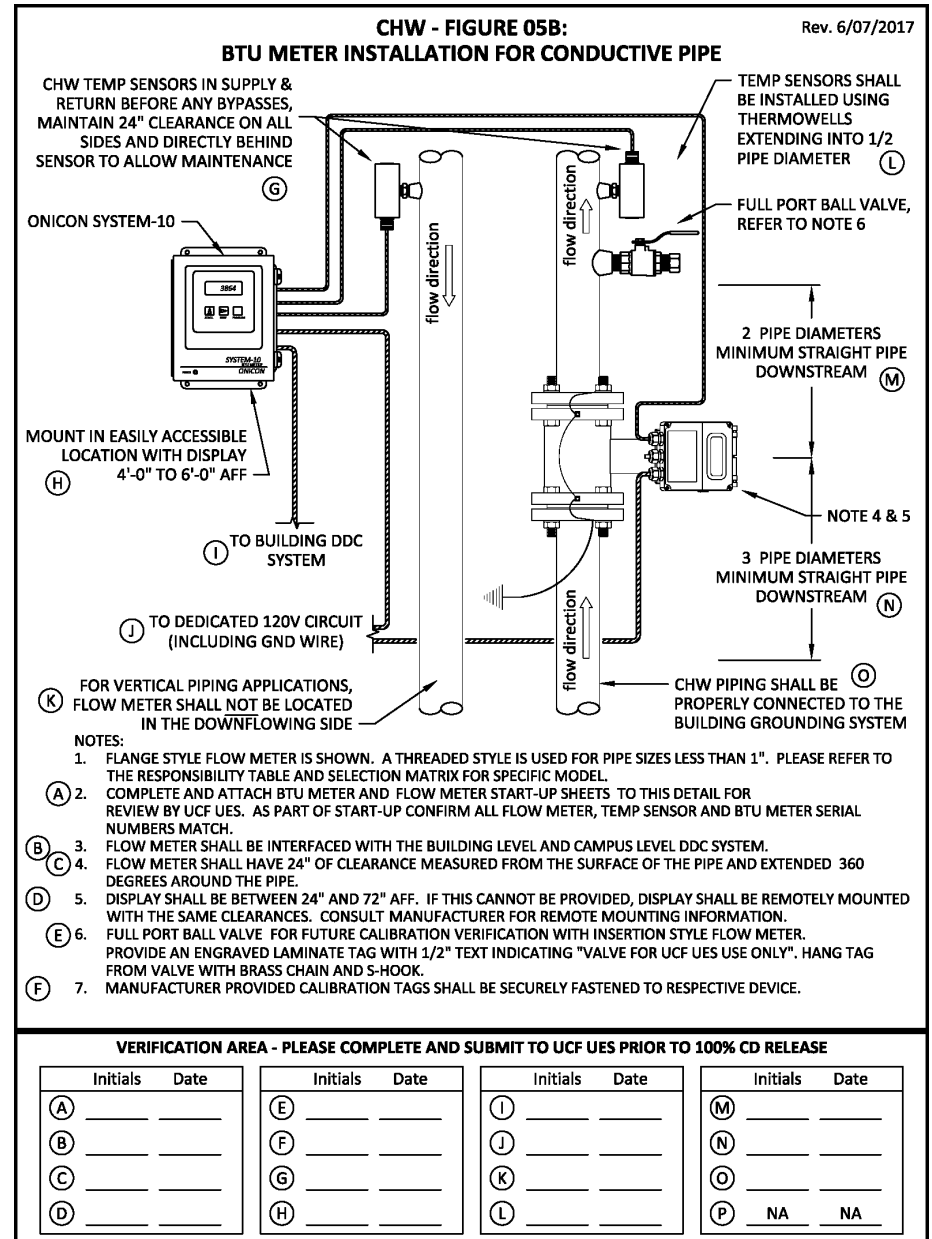 CHW - FIGURE 05B:
Rev. 6/07/2017
BTU METER INSTALLATION FOR CONDUCTIVE PIPE
CHW TEMP SENSORS IN SUPPLY &
RETURN BEFORE ANY BYPASSES,
MAINTAIN 24" CLEARANCE ON ALL
SIDES AND DIRECTLY BEHIND
SENSOR TO ALLOW MAINTENANCE
G
TEMP SENSORS SHALL
BE INSTALLED USING
THERMOWELLS
EXTENDING INTO 1/2
PIPE DIAMETER
L
ONICON SYSTEM-10
FULL PORT BALL VALVE,
REFER TO NOTE 6
flow direction
flow direction
3864
SYSTEM-10
ONICON
2 PIPE DIAMETERS
MINIMUM STRAIGHT PIPE
DOWNSTREAM
M
MOUNT IN EASILY ACCESSIBLE
LOCATION WITH DISPLAY
4'-0" TO 6'-0" AFF
H
NOTE 4 & 5
I
TO BUILDING DDC
SYSTEM
3 PIPE DIAMETERS
MINIMUM STRAIGHT PIPE
DOWNSTREAM
N
J
TO DEDICATED 120V CIRCUIT
(INCLUDING GND WIRE)
flow direction
K
FOR VERTICAL PIPING APPLICATIONS,
FLOW METER SHALL NOT BE LOCATED
IN THE DOWNFLOWING SIDE
O
CHW PIPING SHALL BE
PROPERLY CONNECTED TO THE
BUILDING GROUNDING SYSTEM
NOTES:
1. FLANGE STYLE FLOW METER IS SHOWN. A THREADED STYLE IS USED FOR PIPE SIZES LESS THAN 1". PLEASE REFER TO
THE RESPONSIBILITY TABLE AND SELECTION MATRIX FOR SPECIFIC MODEL.
A 2. COMPLETE AND ATTACH BTU METER AND FLOW METER START-UP SHEETS TO THIS DETAIL FOR
REVIEW BY UCF UES. AS PART OF START-UP CONFIRM ALL FLOW METER, TEMP SENSOR AND BTU METER SERIAL
NUMBERS MATCH.
B 3. FLOW METER SHALL BE INTERFACED WITH THE BUILDING LEVEL AND CAMPUS LEVEL DDC SYSTEM.
C 4. FLOW METER SHALL HAVE 24" OF CLEARANCE MEASURED FROM THE SURFACE OF THE PIPE AND EXTENDED 360
DEGREES AROUND THE PIPE.
D 5. DISPLAY SHALL BE BETWEEN 24" AND 72" AFF. IF THIS CANNOT BE PROVIDED, DISPLAY SHALL BE REMOTELY MOUNTED
WITH THE SAME CLEARANCES. CONSULT MANUFACTURER FOR REMOTE MOUNTING INFORMATION.
E 6. FULL PORT BALL VALVE FOR FUTURE CALIBRATION VERIFICATION WITH INSERTION STYLE FLOW METER.
PROVIDE AN ENGRAVED LAMINATE TAG WITH 1/2" TEXT INDICATING "VALVE FOR UCF UES USE ONLY". HANG TAG
FROM VALVE WITH BRASS CHAIN AND S-HOOK.
F 7. MANUFACTURER PROVIDED CALIBRATION TAGS SHALL BE SECURELY FASTENED TO RESPECTIVE DEVICE.
VERIFICATION AREA - PLEASE COMPLETE AND SUBMIT TO UCF UES PRIOR TO 100% CD RELEASE
Initials Date
A
B
C
D
Initials Date
E
F
G
H
Initials Date
I
J
K
L
Initials Date
M
N
O
P NA NA